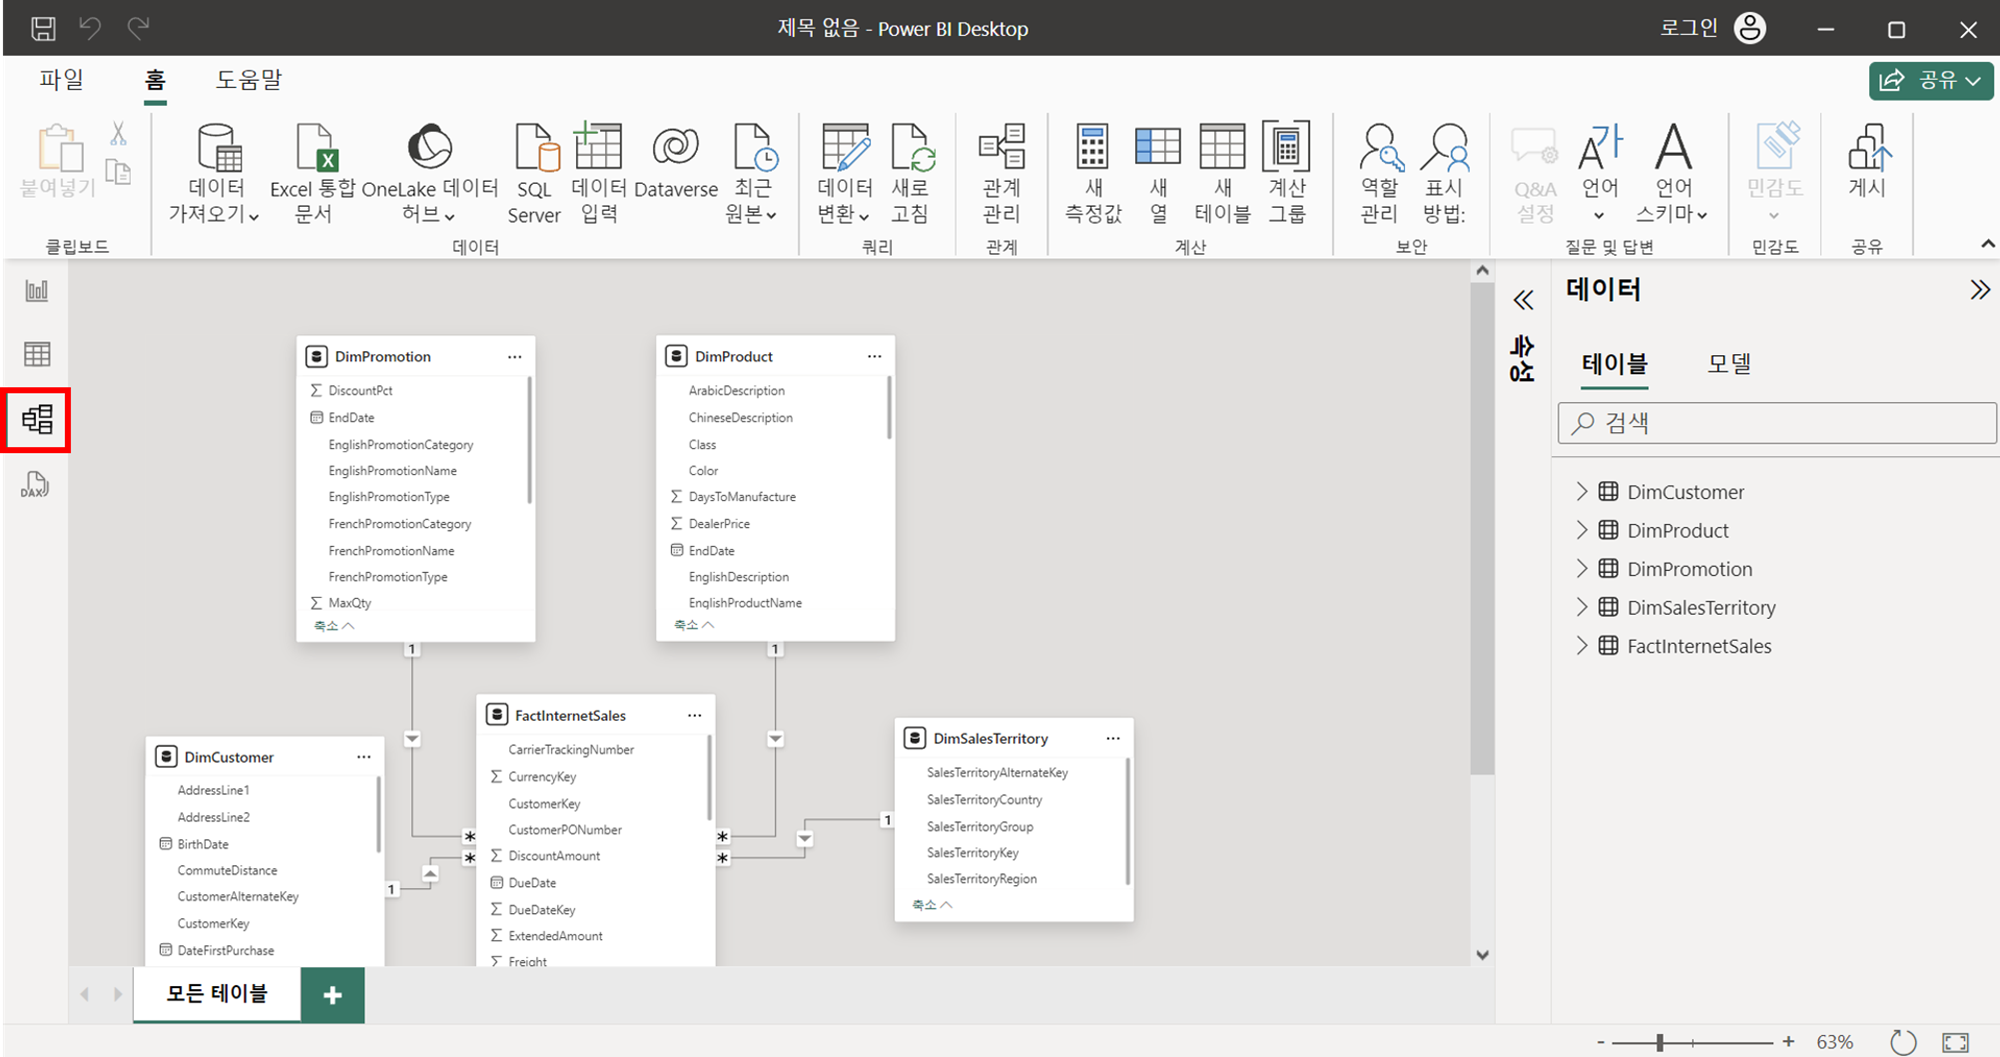 제목 없음 - Power BI Desktop
로그인
파일
홈
도움말
공유
붙여넣기
데이터
가져오기
Excel 통합
문서
OneLake 데이터
허브
SQL
Server
데이터
입력
Dataverse
최근
원본
데이터
변환
새로
고침
관계
관리
새
측정값
새
열
새
테이블
계산
그룹
역할
관리
표시
방법:
Q&A
설정
언어
언어
스키마
민감도
게시
클립보드
데이터
쿼리
관계
계산
보안
질문 및 답변
민감도
공유
DAX
DimPromotion
DiscountPct
EndDate
EnglishPromotionCategory
EnglishPromotionName
EnglishPromotionType
FrenchPromotionCategory
FrenchPromotionName
FrenchPromotionType
MaxQty
축소
1
DimProduct
ArabicDescription
ChineseDescription
Class
Color
DaysToManufacture
DealerPrice
EndDate
EnglishDescription
EnglishProductName
축소
1
DimCustomer
AddressLine1
AddressLine2
BirthDate
CommuteDistance
CustomerAlternateKey
CustomerKey
DateFirstPurchase
1
FactInternetSales
CarrierTrackingNumber
CurrencyKey
CustomerKey
CustomerPONumber
DiscountAmount
DueDate
DueDateKey
ExtendedAmount
Freight
DimSalesTerritory
SalesTerritoryAlternateKey
SalesTerritoryCountry
SalesTerritoryGroup
SalesTerritoryKey
SalesTerritoryRegion
축소
1
속성
데이터
테이블
모델
검색
DimCustomer
DimProduct
DimPromotion
DimSalesTerritory
FactInternetSales
모든 테이블
63%